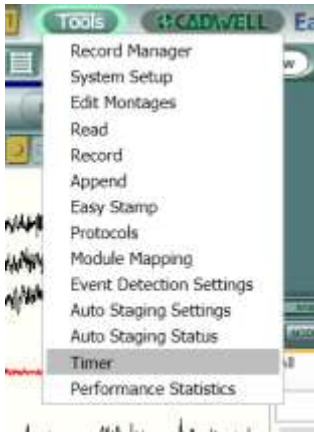 Tools CADWELL Ea
Record Manager
System Setup
Edit Montages
Read
Record
Append
Easy Stamp
Protocols
Module Mapping
Event Detection Settings
Auto Staging Settings
Auto Staging Status
Timer
Performance Statistics